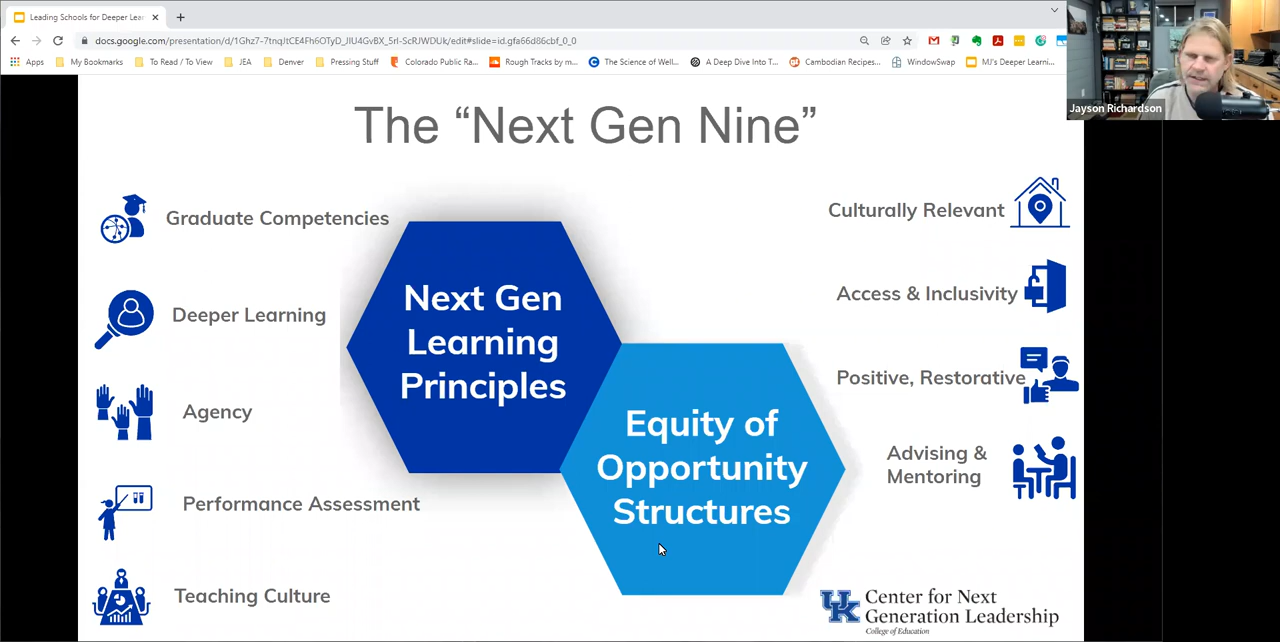 Leading Schools for Deeper Lear
docs.google.com/presentation/d/1Ghz7-7tnqJtCE4Fh6OTyD_JIU4GvBX_5rI-ScRJWDUk/edit#slide=id.gfa66d86cbf_0_0
Apps
My Bookmarks
To Read / To View
JEA
Denver
Pressing Stuff
Colorado Public Ra...
Rough Tracks by m...
The Science of Well...
A Deep Dive Into T...
Cambodian Recipes...
WindowSwap
MJ's Deeper Learni...
Jayson Richardson
The “Next Gen Nine”
Graduate Competencies
Deeper Learning
Agency
Performance Assessment
Teaching Culture
Next Gen
Learning
Principles
Equity of
Opportunity
Structures
Culturally Relevant
Access & Inclusivity
Positive, Restorative
Advising &
Mentoring
UK
Center for Next
Generation Leadership
College of Education